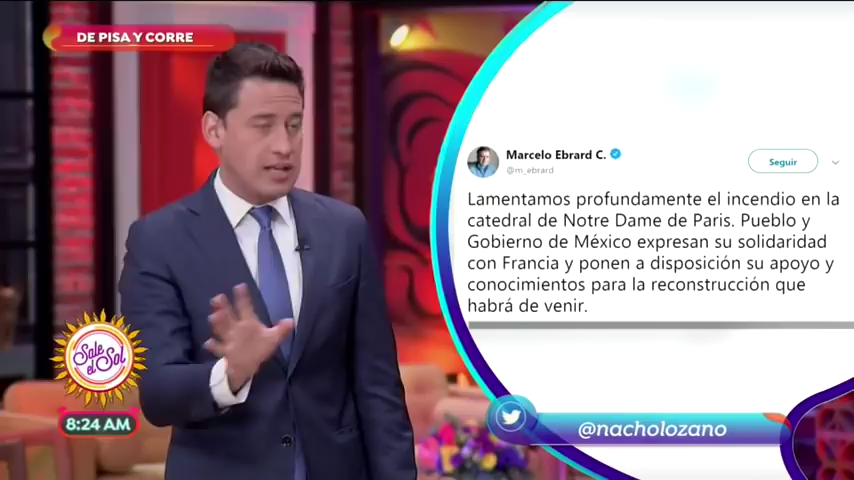 DE PISA Y CORRE
Marcelo Ebrard C.
@m_ebrard
Seguir
Lamentamos profundamente el incendio en la
catedral de Notre Dame de Paris. Pueblo y
Gobierno de México expresan su solidaridad
con Francia y ponen a disposición su apoyo y
conocimientos para la reconstrucción que
habrá de venir.
Sale
el Sol
8:24 AM
@nacholozano